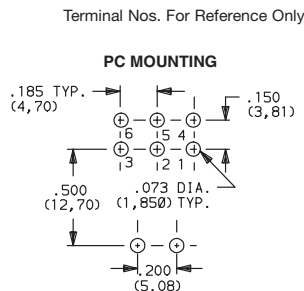 Terminal Nos. For Reference Only
PC MOUNTING
.185 TYP.
(4,70)
.150
(3,81)
6 5 4
3 2 1
.500
(12,70)
.073 DIA.
(1,850) TYP.
.200
(5.08)